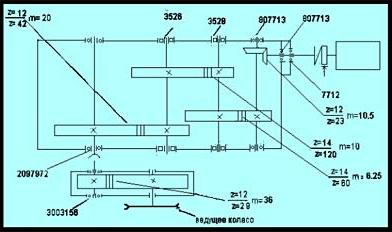 z=12
z=42 m=20
3526
3528
807713
807713
7712
z=12
z=23 m=10,5
z=14
z=120 m=10
z=14
z=80 m=6.25
2097972
z=12
z=29 m=36
3003156
ведущее колесо